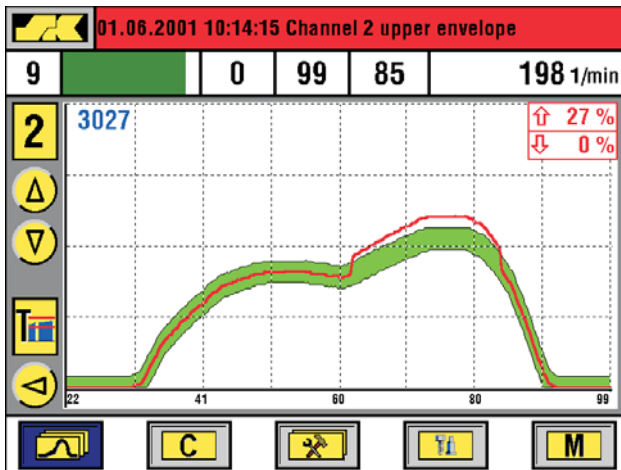 01.06.2001 10:14:15 Channel 2 upper envelope
9 0 99 85 198 1/min
2 3027 27 %
0 %
T
22 41 60 80 99
C M